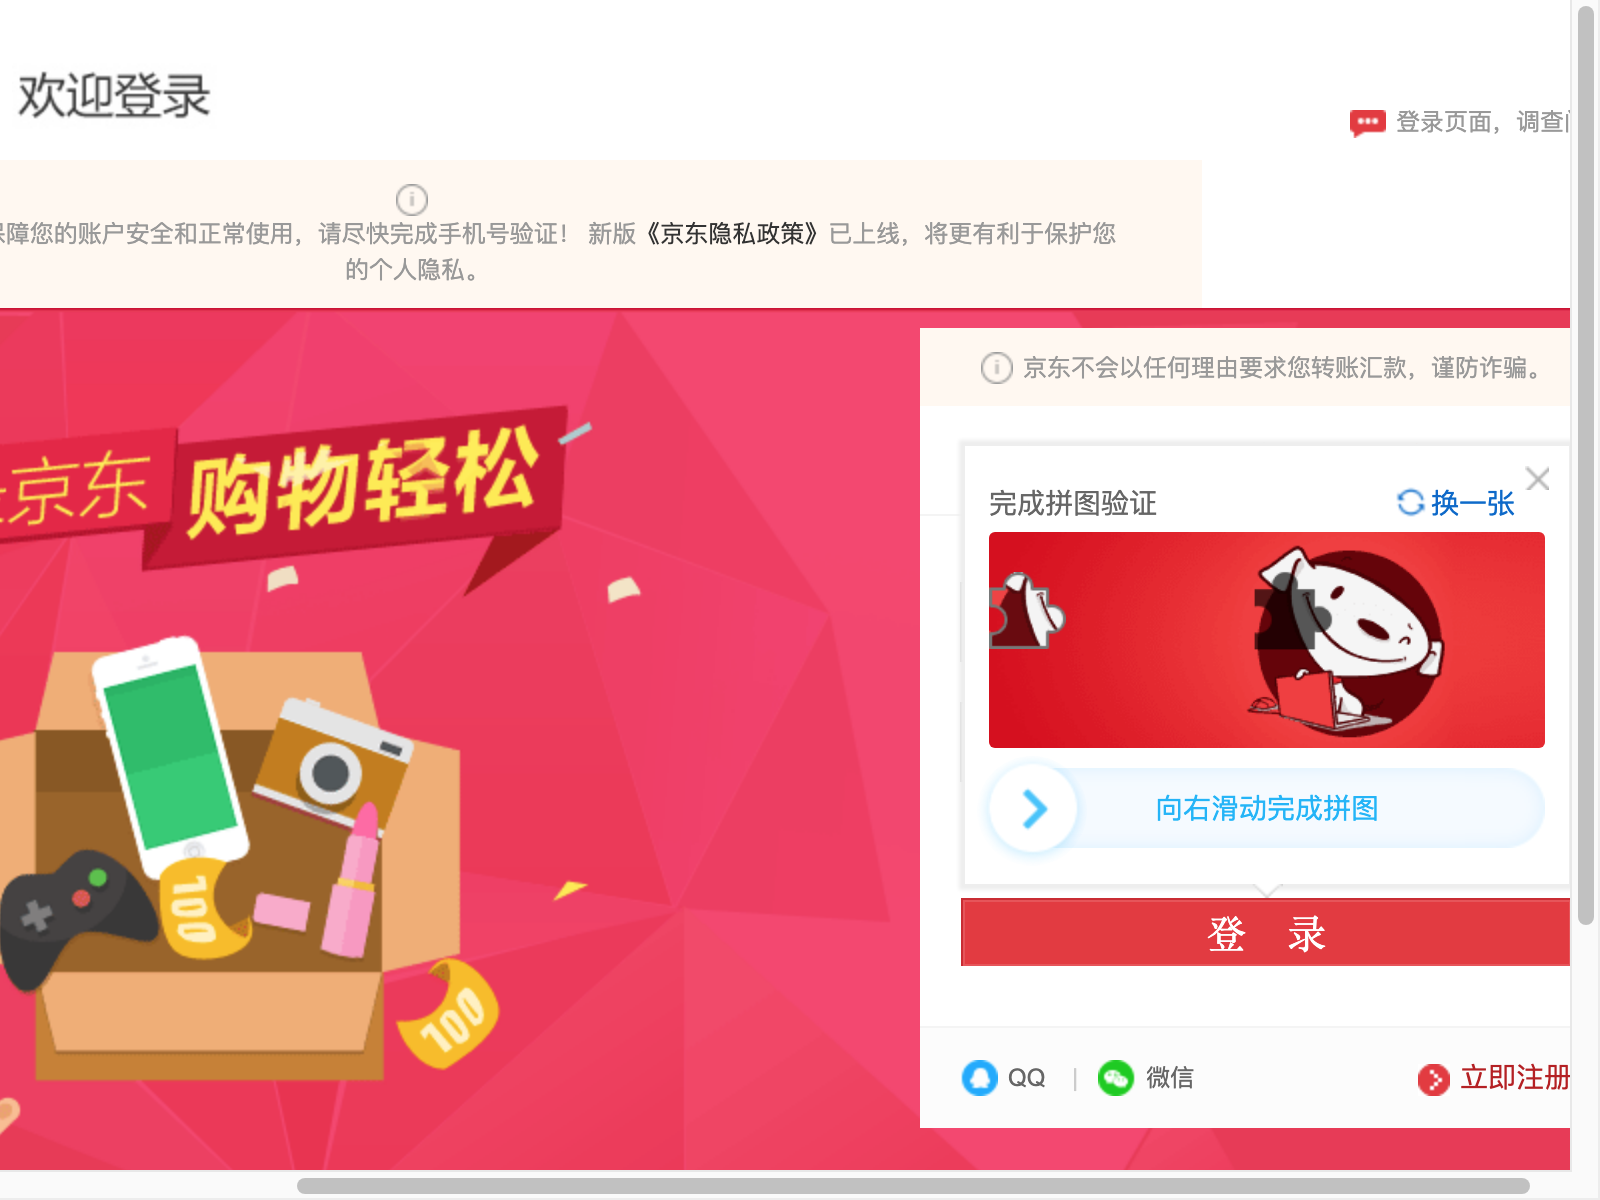 欢迎登录
登录页面，调查
保障您的账户安全和正常使用，请尽快完成手机号验证！ 新版《京东隐私政策》已上线，将更有利于保护您
的个人隐私。
京东不会以任何理由要求您转账汇款，谨防诈骗。
京东 购物轻松
完成拼图验证
换一张
向右滑动完成拼图
登 录
100
100
QQ | 微信
立即注册